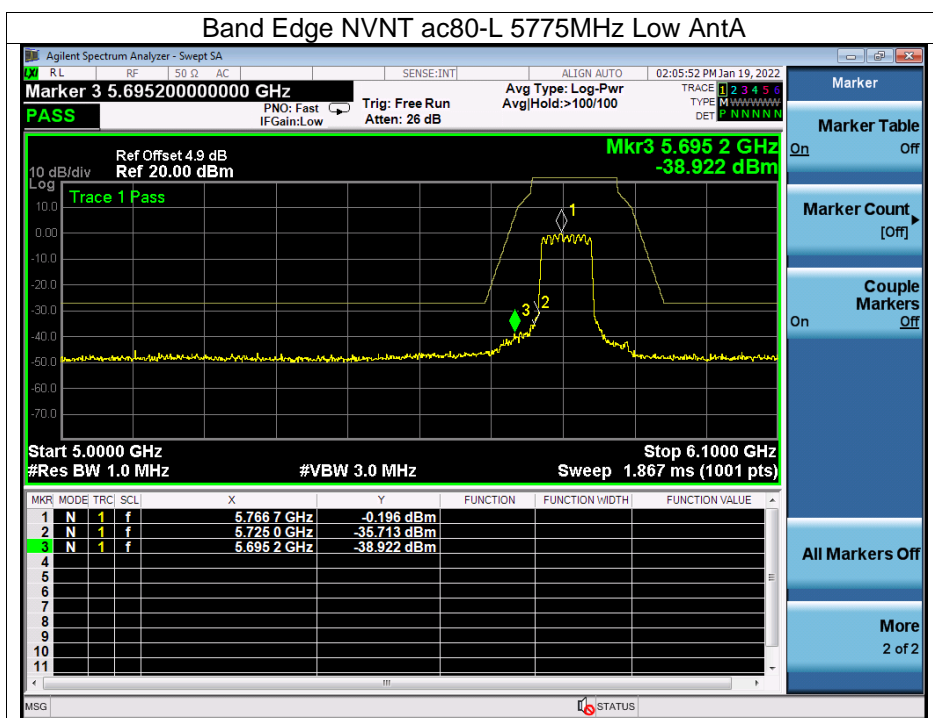 Band Edge NVNT ac80-L 5775MHz Low AntA
Agilent Spectrum Analyzer - Swept SA
LXI RL RF 50 Ω AC SENSE:INT ALIGN AUTO 02:05:52 PM Jan 19, 2022
Marker 3 5.695200000000 GHz
PASS
PNO: Fast
IFGain:Low
Trig: Free Run
Atten: 26 dB
Avg Type: Log-Pwr
Avg|Hold:>100/100
TRACE 1 2 3 4 5 6
TYPE M WWWWW
DET P N N N N N
Mkr3 5.695 2 GHz
-38.922 dBm
Ref Offset 4.9 dB
10 dB/div Ref 20.00 dBm
Log
Trace 1 Pass
10.0
0.00
-10.0
-20.0
-30.0
-40.0
-50.0
-60.0
-70.0
1
2
3
Start 5.0000 GHz Stop 6.1000 GHz
#Res BW 1.0 MHz #VBW 3.0 MHz Sweep 1.867 ms (1001 pts)
MKR MODE TRC SCL X Y FUNCTION FUNCTION WIDTH FUNCTION VALUE
1 N 1 f 5.766 7 GHz -0.196 dBm
2 N 1 f 5.725 0 GHz -35.713 dBm
3 N 1 f 5.695 2 GHz -38.922 dBm
4
5
6
7
8
9
10
11
MSG STATUS
Marker
Marker Table
On Off
Marker Count
[Off]
Couple
Markers
On Off
All Markers Off
More
2 of 2